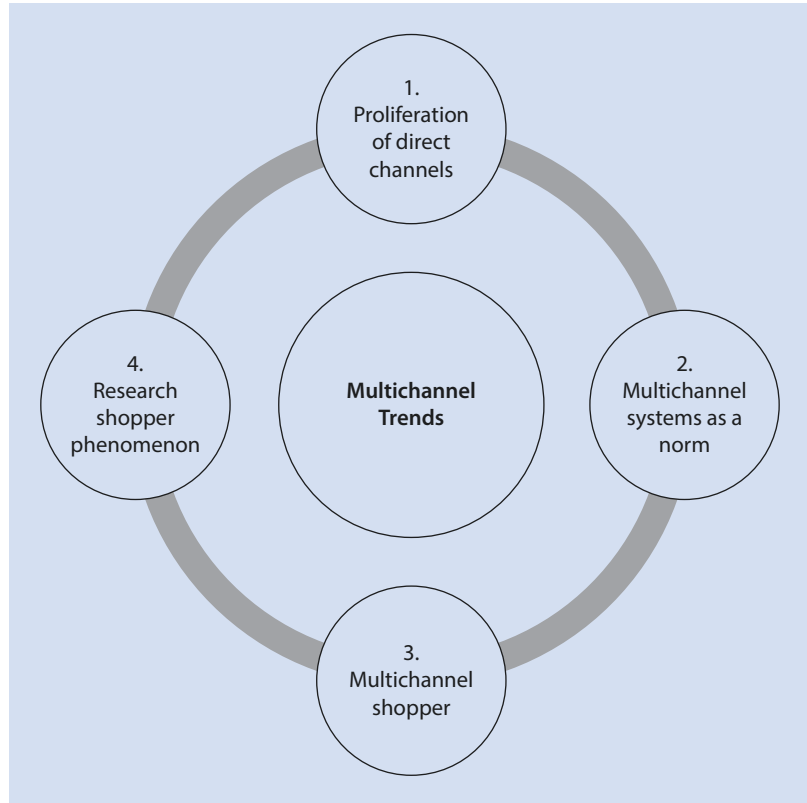 1.
Proliferation
of direct
channels
2.
Multichannel
systems as a
norm
3.
Multichannel
shopper
4.
Research
shopper
phenomenon
Multichannel
Trends